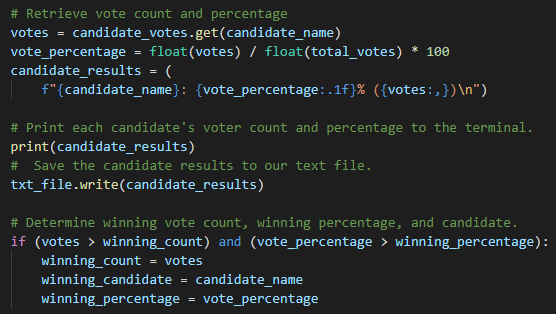 # Retrieve vote count and percentage
votes = candidate_votes.get(candidate_name)
vote_percentage = float(votes) / float(total_votes) * 100
candidate_results = (
    f"{candidate_name}: {vote_percentage:.1f}% ({votes:,})\n")

# Print each candidate's voter count and percentage to the terminal.
print(candidate_results)
#  Save the candidate results to our text file.
txt_file.write(candidate_results)

# Determine winning vote count, winning percentage, and candidate.
if (votes > winning_count) and (vote_percentage > winning_percentage):
    winning_count = votes
    winning_candidate = candidate_name
    winning_percentage = vote_percentage